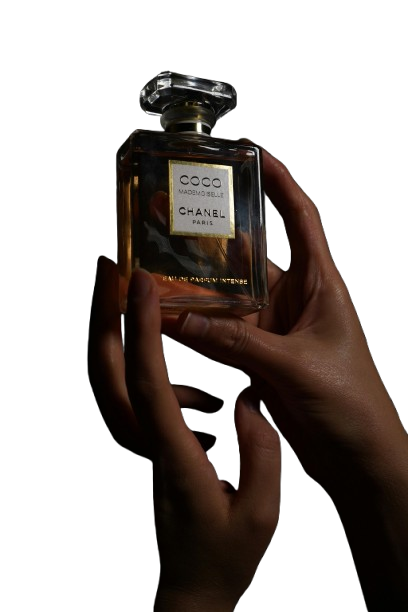 COCO
MADEMOISELLE
CHANEL
PARIS
EAU DE PARFUM INTENSE